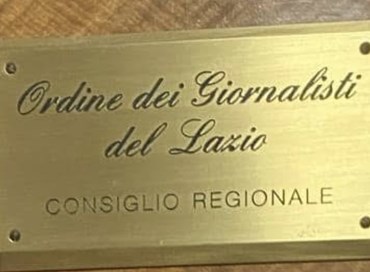 Ordine dei Giornalisti
del Lazio
CONSIGLIO REGIONALE